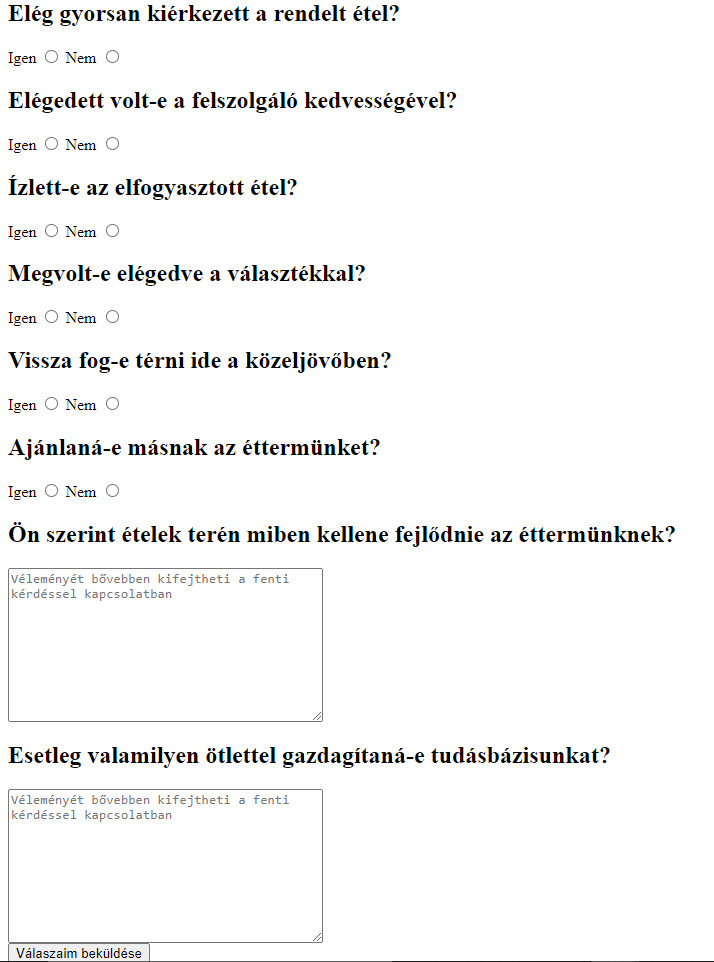 Elég gyorsan kiérkezett a rendelt étel?
Igen Nem
Elégedett volt-e a felszolgáló kedvességével?
Igen Nem
Ízlett-e az elfogyasztott étel?
Igen Nem
Megvolt-e elégedve a választékkal?
Igen Nem
Vissza fog-e térni ide a közeljövőben?
Igen Nem
Ajánlaná-e másnak az éttermünket?
Igen Nem
Ön szerint ételek terén miben kellene fejlődnie az éttermünknek?
Véleményét bővebben kifejtheti a fenti
kérdéssel kapcsolatban
Esetleg valamilyen ötlettel gazdagítaná-e tudásbázisunkat?
Véleményét bővebben kifejtheti a fenti
kérdéssel kapcsolatban
Válaszaim beküldése